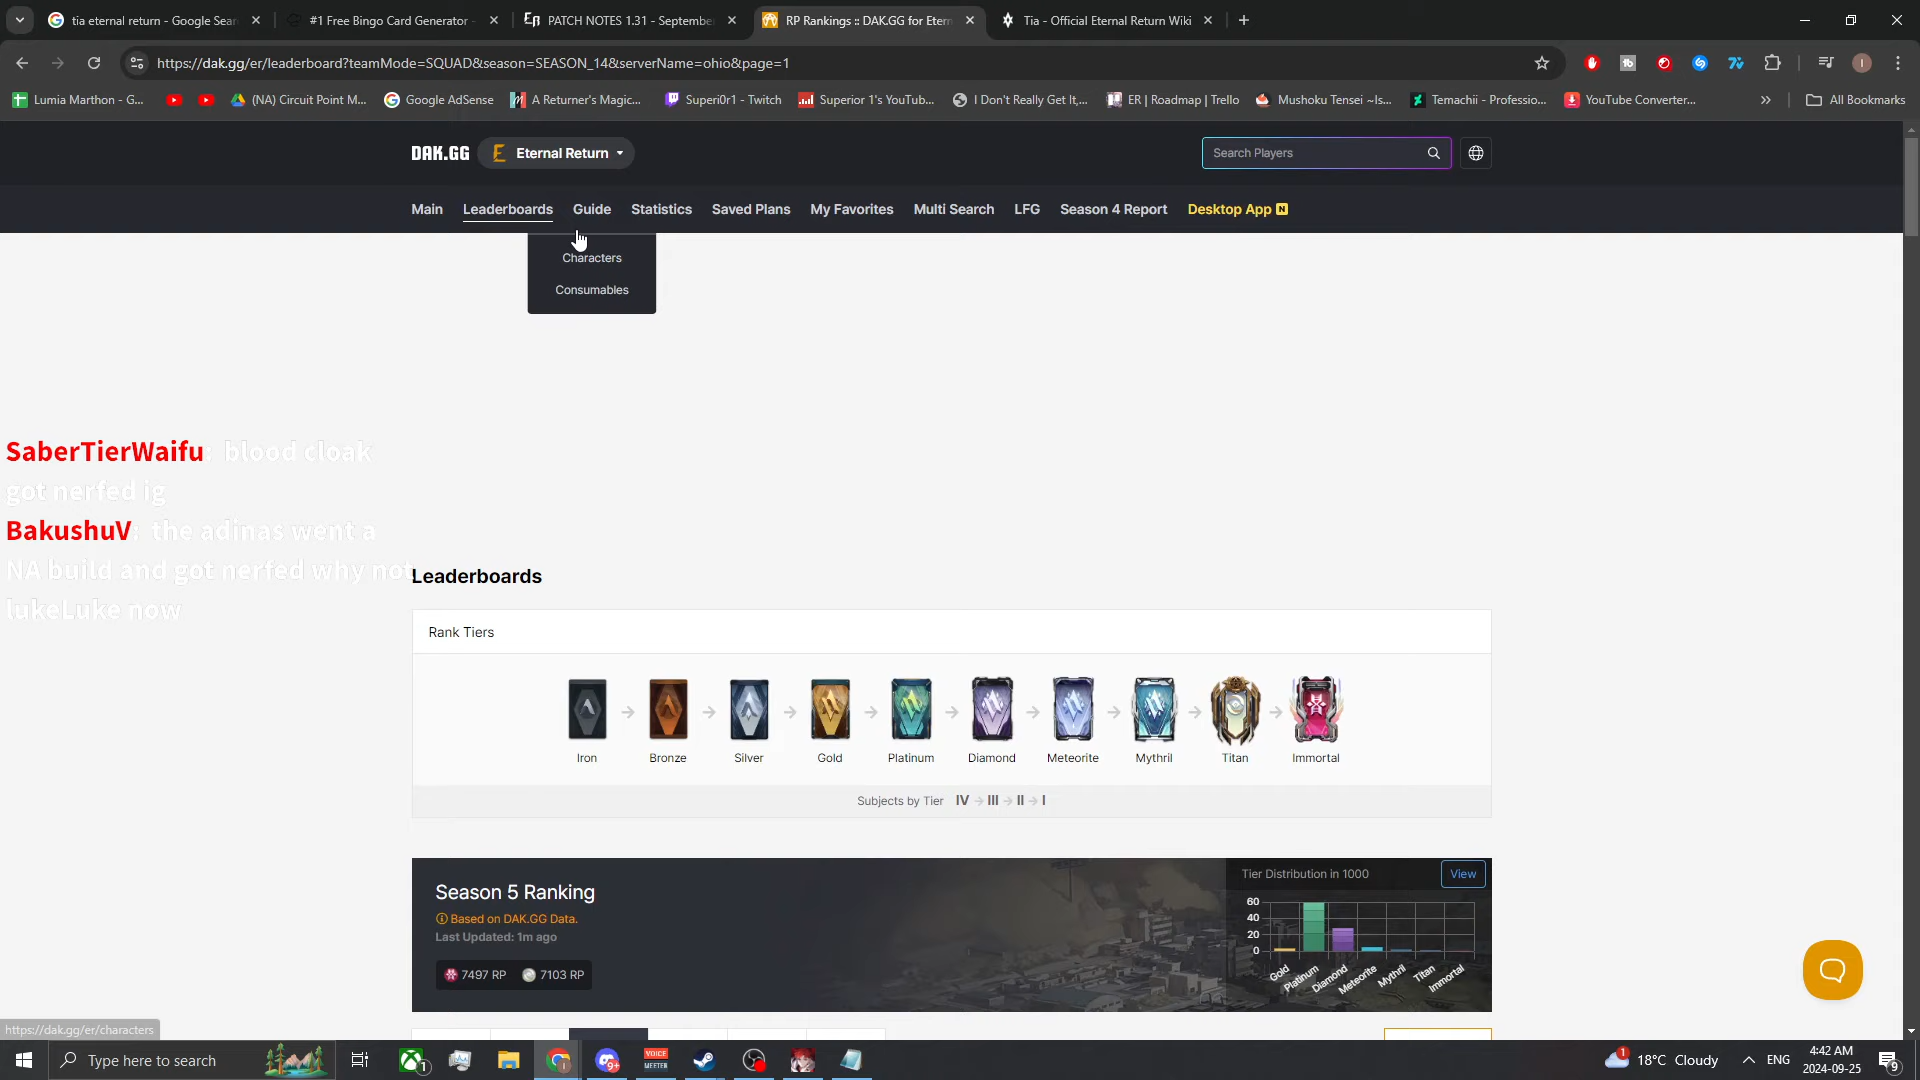 tia eternal return - Google Sear
#1 Free Bingo Card Generator -
PATCH NOTES 1.31 - Septembe
RP Rankings :: DAK.GG for Etern
Tia - Official Eternal Return Wiki
https://dak.gg/er/leaderboard?teamMode=SQUAD&season=SEASON_14&serverName=ohio&page=1
Lumia Marthon - G...
(NA) Circuit Point M...
Google AdSense
A Returner's Magic...
Superi0r1 - Twitch
Superior 1's YouTub...
I Don't Really Get It,...
ER | Roadmap | Trello
Mushoku Tensei ~Is...
Temachii - Professio...
YouTube Converter...
All Bookmarks
DAK.GG
Eternal Return
Search Players
Main Leaderboards Guide Statistics Saved Plans My Favorites Multi Search LFG Season 4 Report Desktop App N
Characters
Consumables
SaberTierWaifu: blood cloak
got nerfed ig
BakushuV: the adinas went a
NA build and got nerfed why not
lukeLuke now
Leaderboards
Rank Tiers
Iron Bronze Silver Gold Platinum Diamond Meteorite Mythril Titan Immortal
Subjects by Tier IV → III → II → I
Season 5 Ranking
Based on DAK.GG Data.
Last Updated: 1m ago
7497 RP 7103 RP
Tier Distribution in 1000
View
60
40
20
0
Gold Platinum Diamond Meteorite Mythril Titan Immortal
https://dak.gg/er/characters
Type here to search
1
9+
VOICE
MEETER
1
18°C Cloudy
ENG
4:42 AM
2024-09-25
9